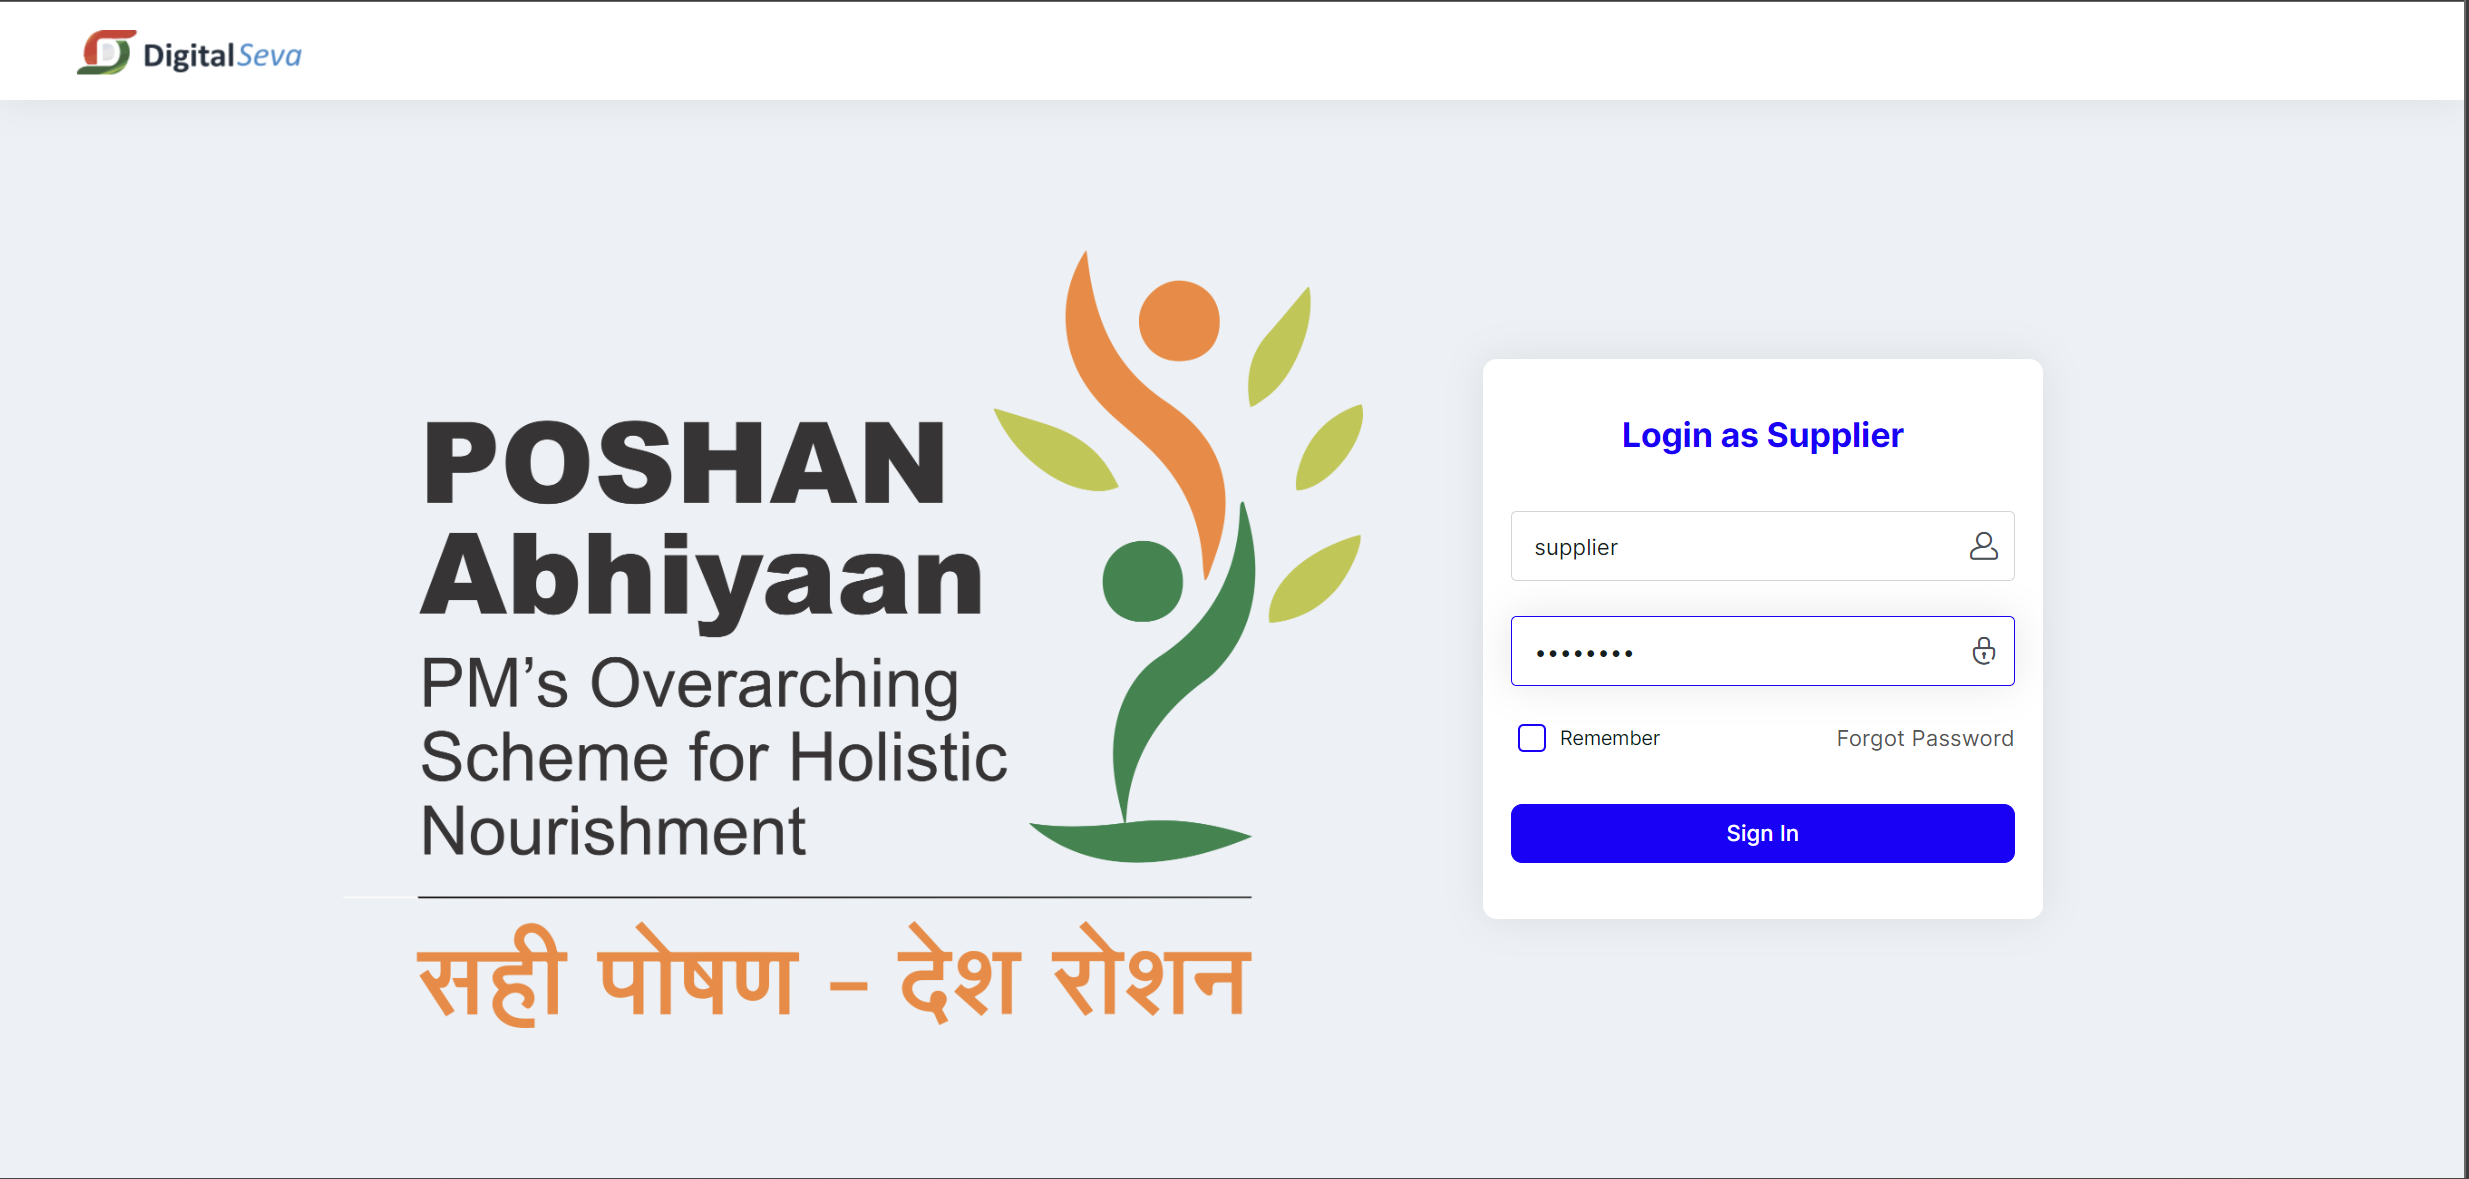 DigitalSeva
POSHAN
Abhiyaan
PM's Overarching
Scheme for Holistic
Nourishment
सही पोषण – देश रोशन
Login as Supplier
supplier
••••••••
Remember
Forgot Password
Sign In